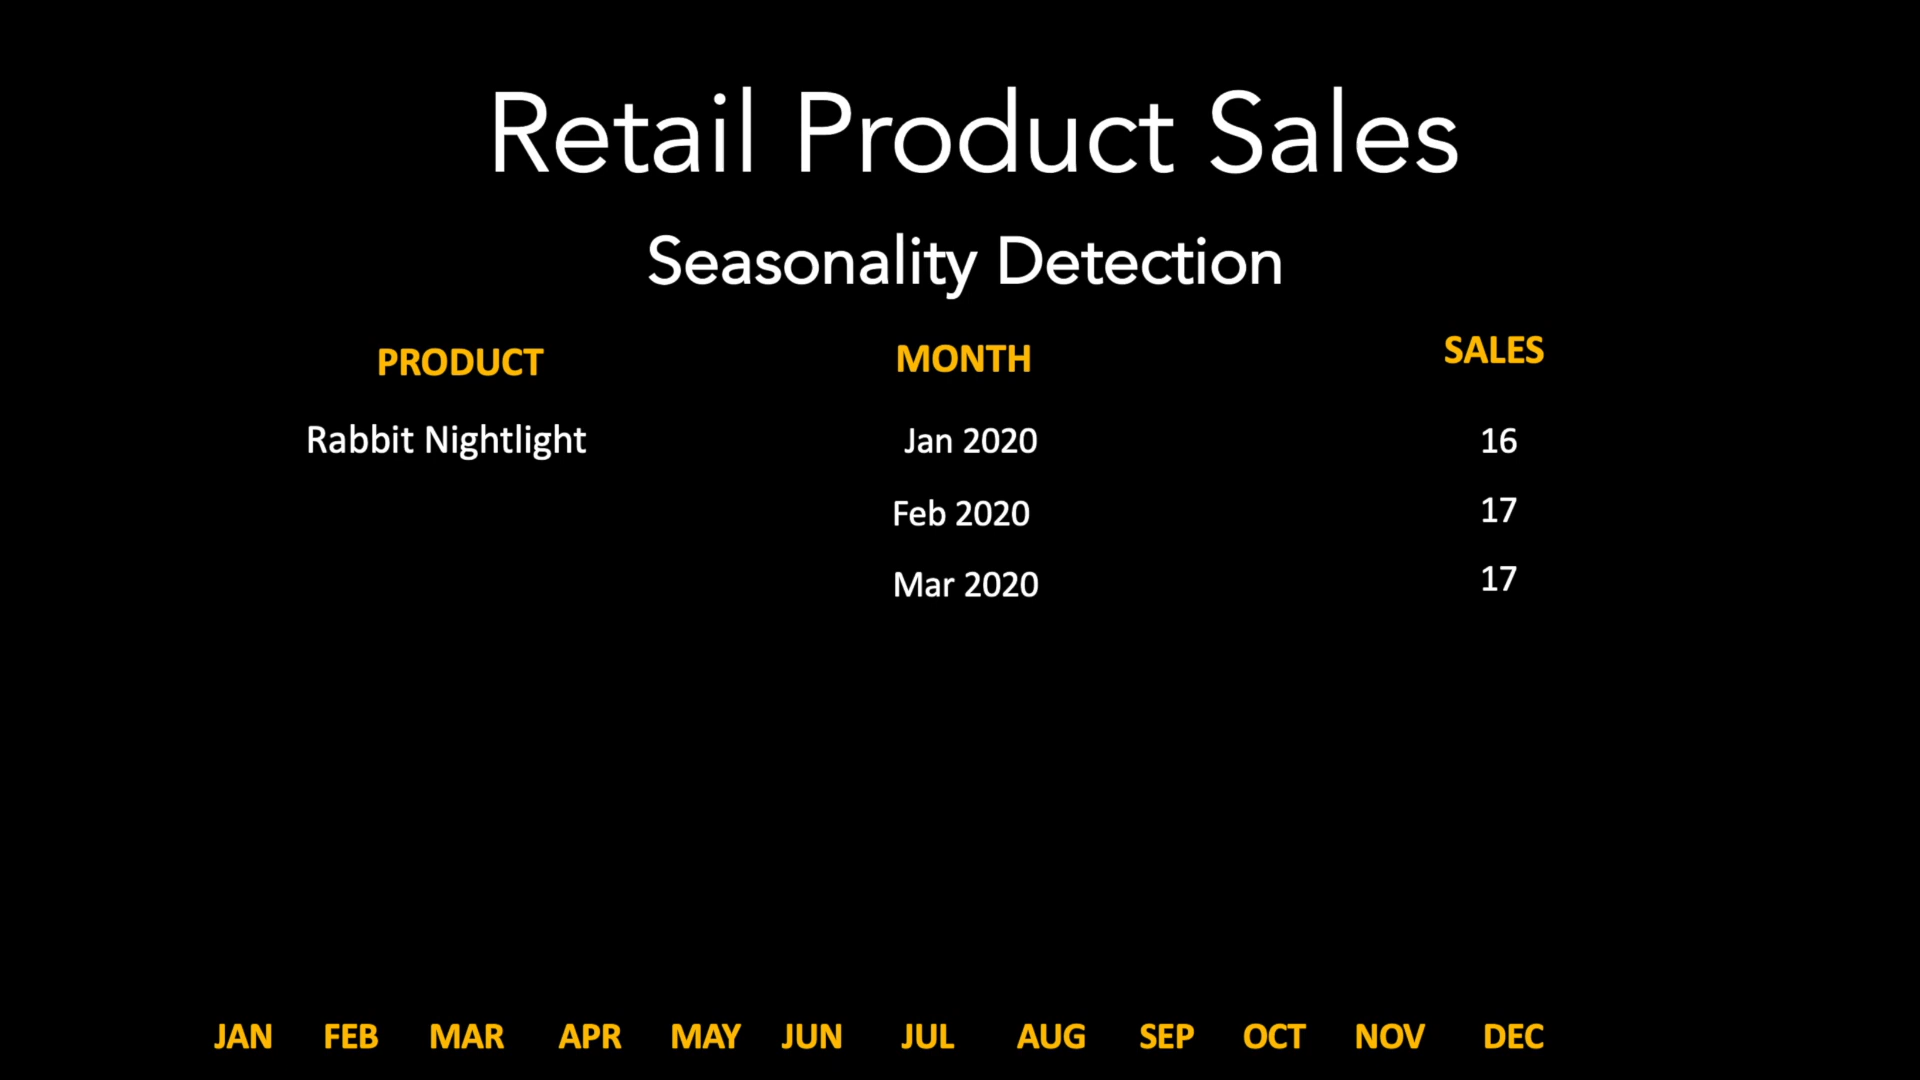 Retail Product Sales
Seasonality Detection
PRODUCT MONTH SALES
Rabbit Nightlight Jan 2020 16
Feb 2020 17
Mar 2020 17
JAN FEB MAR APR MAY JUN JUL AUG SEP OCT NOV DEC